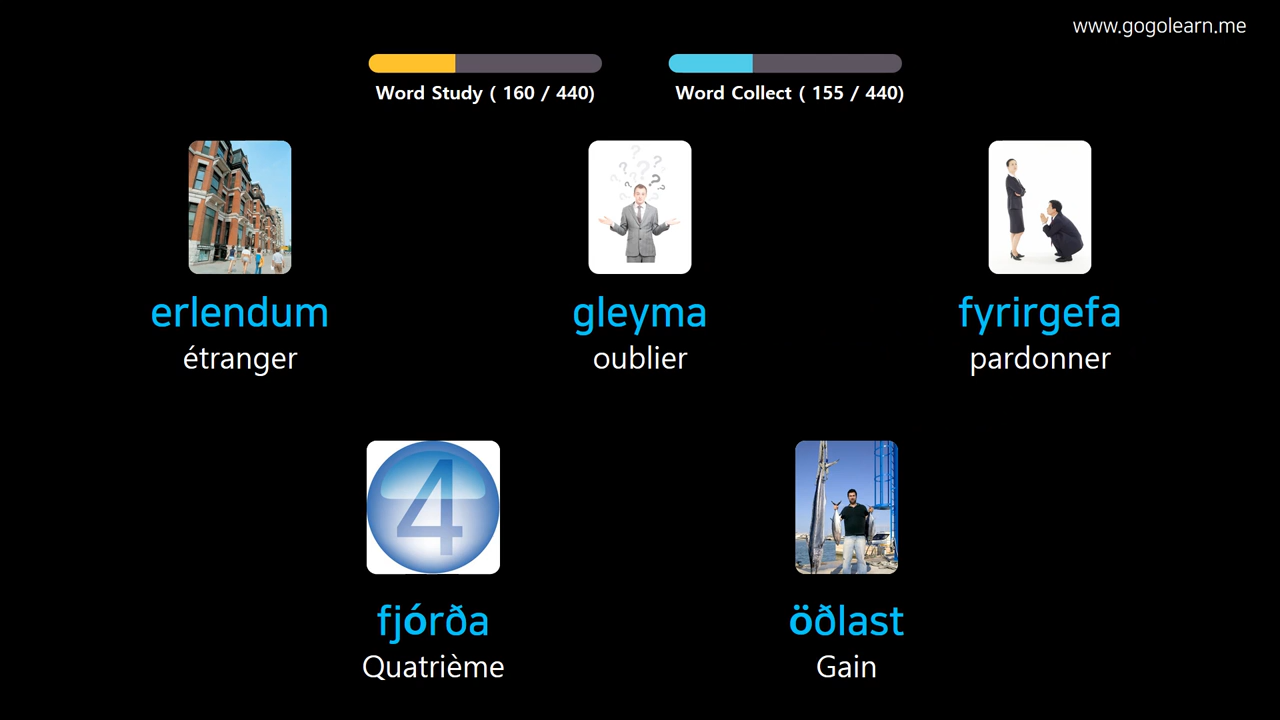 www.gogolearn.me
Word Study ( 160 / 440)
Word Collect ( 155 / 440)
erlendum
étranger
gleyma
oublier
fyrirgefa
pardonner
4
fjórða
Quatrième
öðlast
Gain